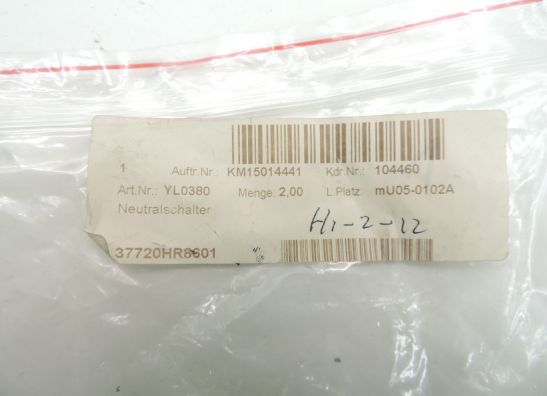 1 Auftr.Nr.: KM15014441 Kdr.Nr.: 104460
Art.Nr.: YL0380 Menge: 2,00 L Platz: mU05-0102A
Neutralschalter
H1-2-12
37720HR8601